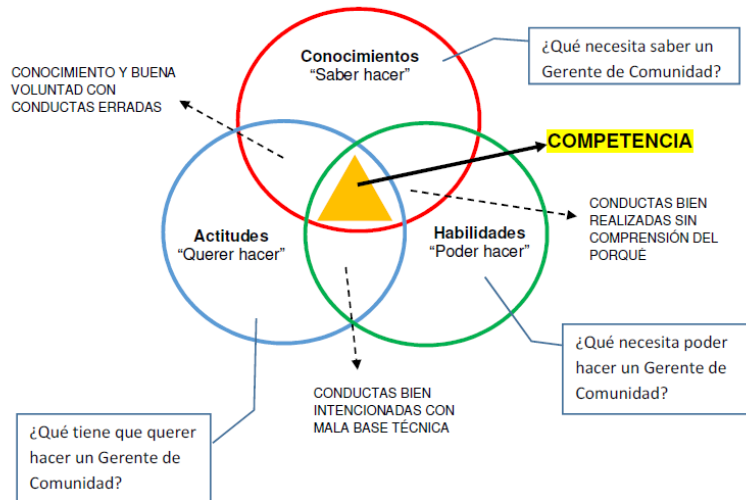 Conocimientos
“Saber hacer”
¿Qué necesita saber un
Gerente de Comunidad?
CONOCIMIENTO Y BUENA
VOLUNTAD CON
CONDUCTAS ERRADAS
COMPETENCIA
Actitudes
“Querer hacer”
Habilidades
“Poder hacer”
CONDUCTAS BIEN
REALIZADAS SIN
COMPRENSIÓN DEL
PORQUÉ
¿Qué necesita poder
hacer un Gerente de
Comunidad?
CONDUCTAS BIEN
INTENCIONADAS CON
MALA BASE TÉCNICA
¿Qué tiene que querer
hacer un Gerente de
Comunidad?